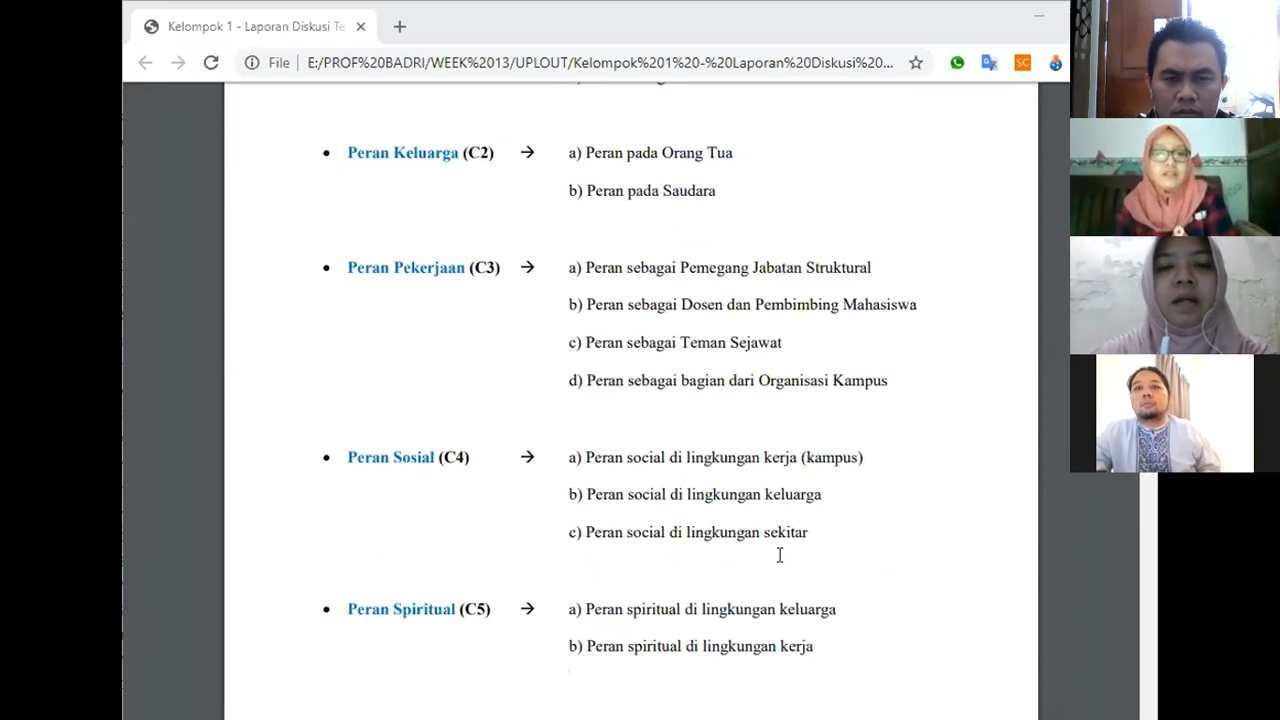 Kelompok 1 - Laporan Diskusi Te
File E:/PROF%20BADRI/WEEK%2013/UPLOUT/Kelompok%201%20-%20Laporan%20Diskusi%20...
SC
• Peran Keluarga (C2) → a) Peran pada Orang Tua
b) Peran pada Saudara
• Peran Pekerjaan (C3) → a) Peran sebagai Pemegang Jabatan Struktural
b) Peran sebagai Dosen dan Pembimbing Mahasiswa
c) Peran sebagai Teman Sejawat
d) Peran sebagai bagian dari Organisasi Kampus
• Peran Sosial (C4) → a) Peran social di lingkungan kerja (kampus)
b) Peran social di lingkungan keluarga
c) Peran social di lingkungan sekitar
• Peran Spiritual (C5) → a) Peran spiritual di lingkungan keluarga
b) Peran spiritual di lingkungan kerja